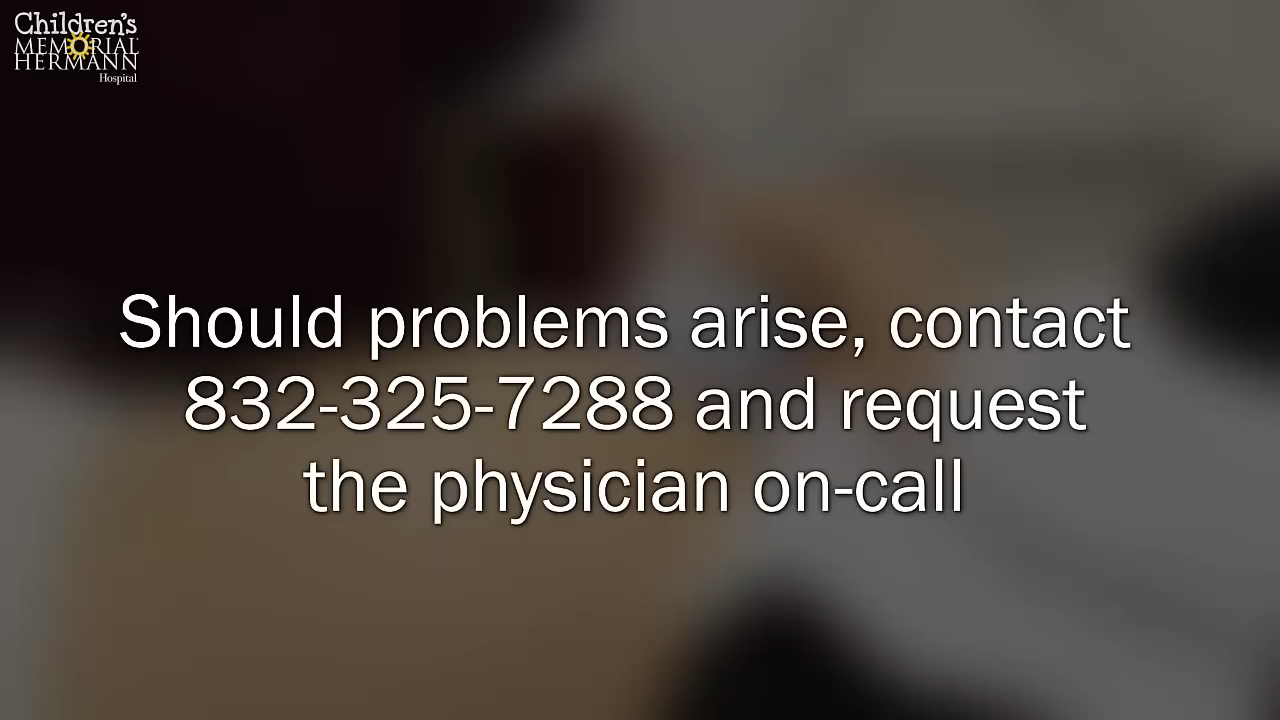 Children's
MEMORIAL
HERMANN
Hospital
Should problems arise, contact
832-325-7288 and request
the physician on-call